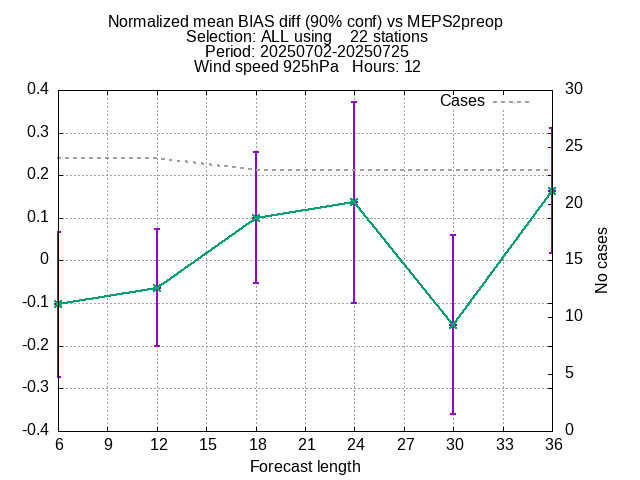 Normalized mean BIAS diff (90% conf) vs MEPS2preop
Selection: ALL using    22 stations
Period: 20250702-20250725
Wind speed 925hPa   Hours: 12
Cases
0.4
0.3
0.2
0.1
0
-0.1
-0.2
-0.3
-0.4
30
25
20
15
10
5
0
No cases
6 9 12 15 18 21 24 27 30 33 36
Forecast length